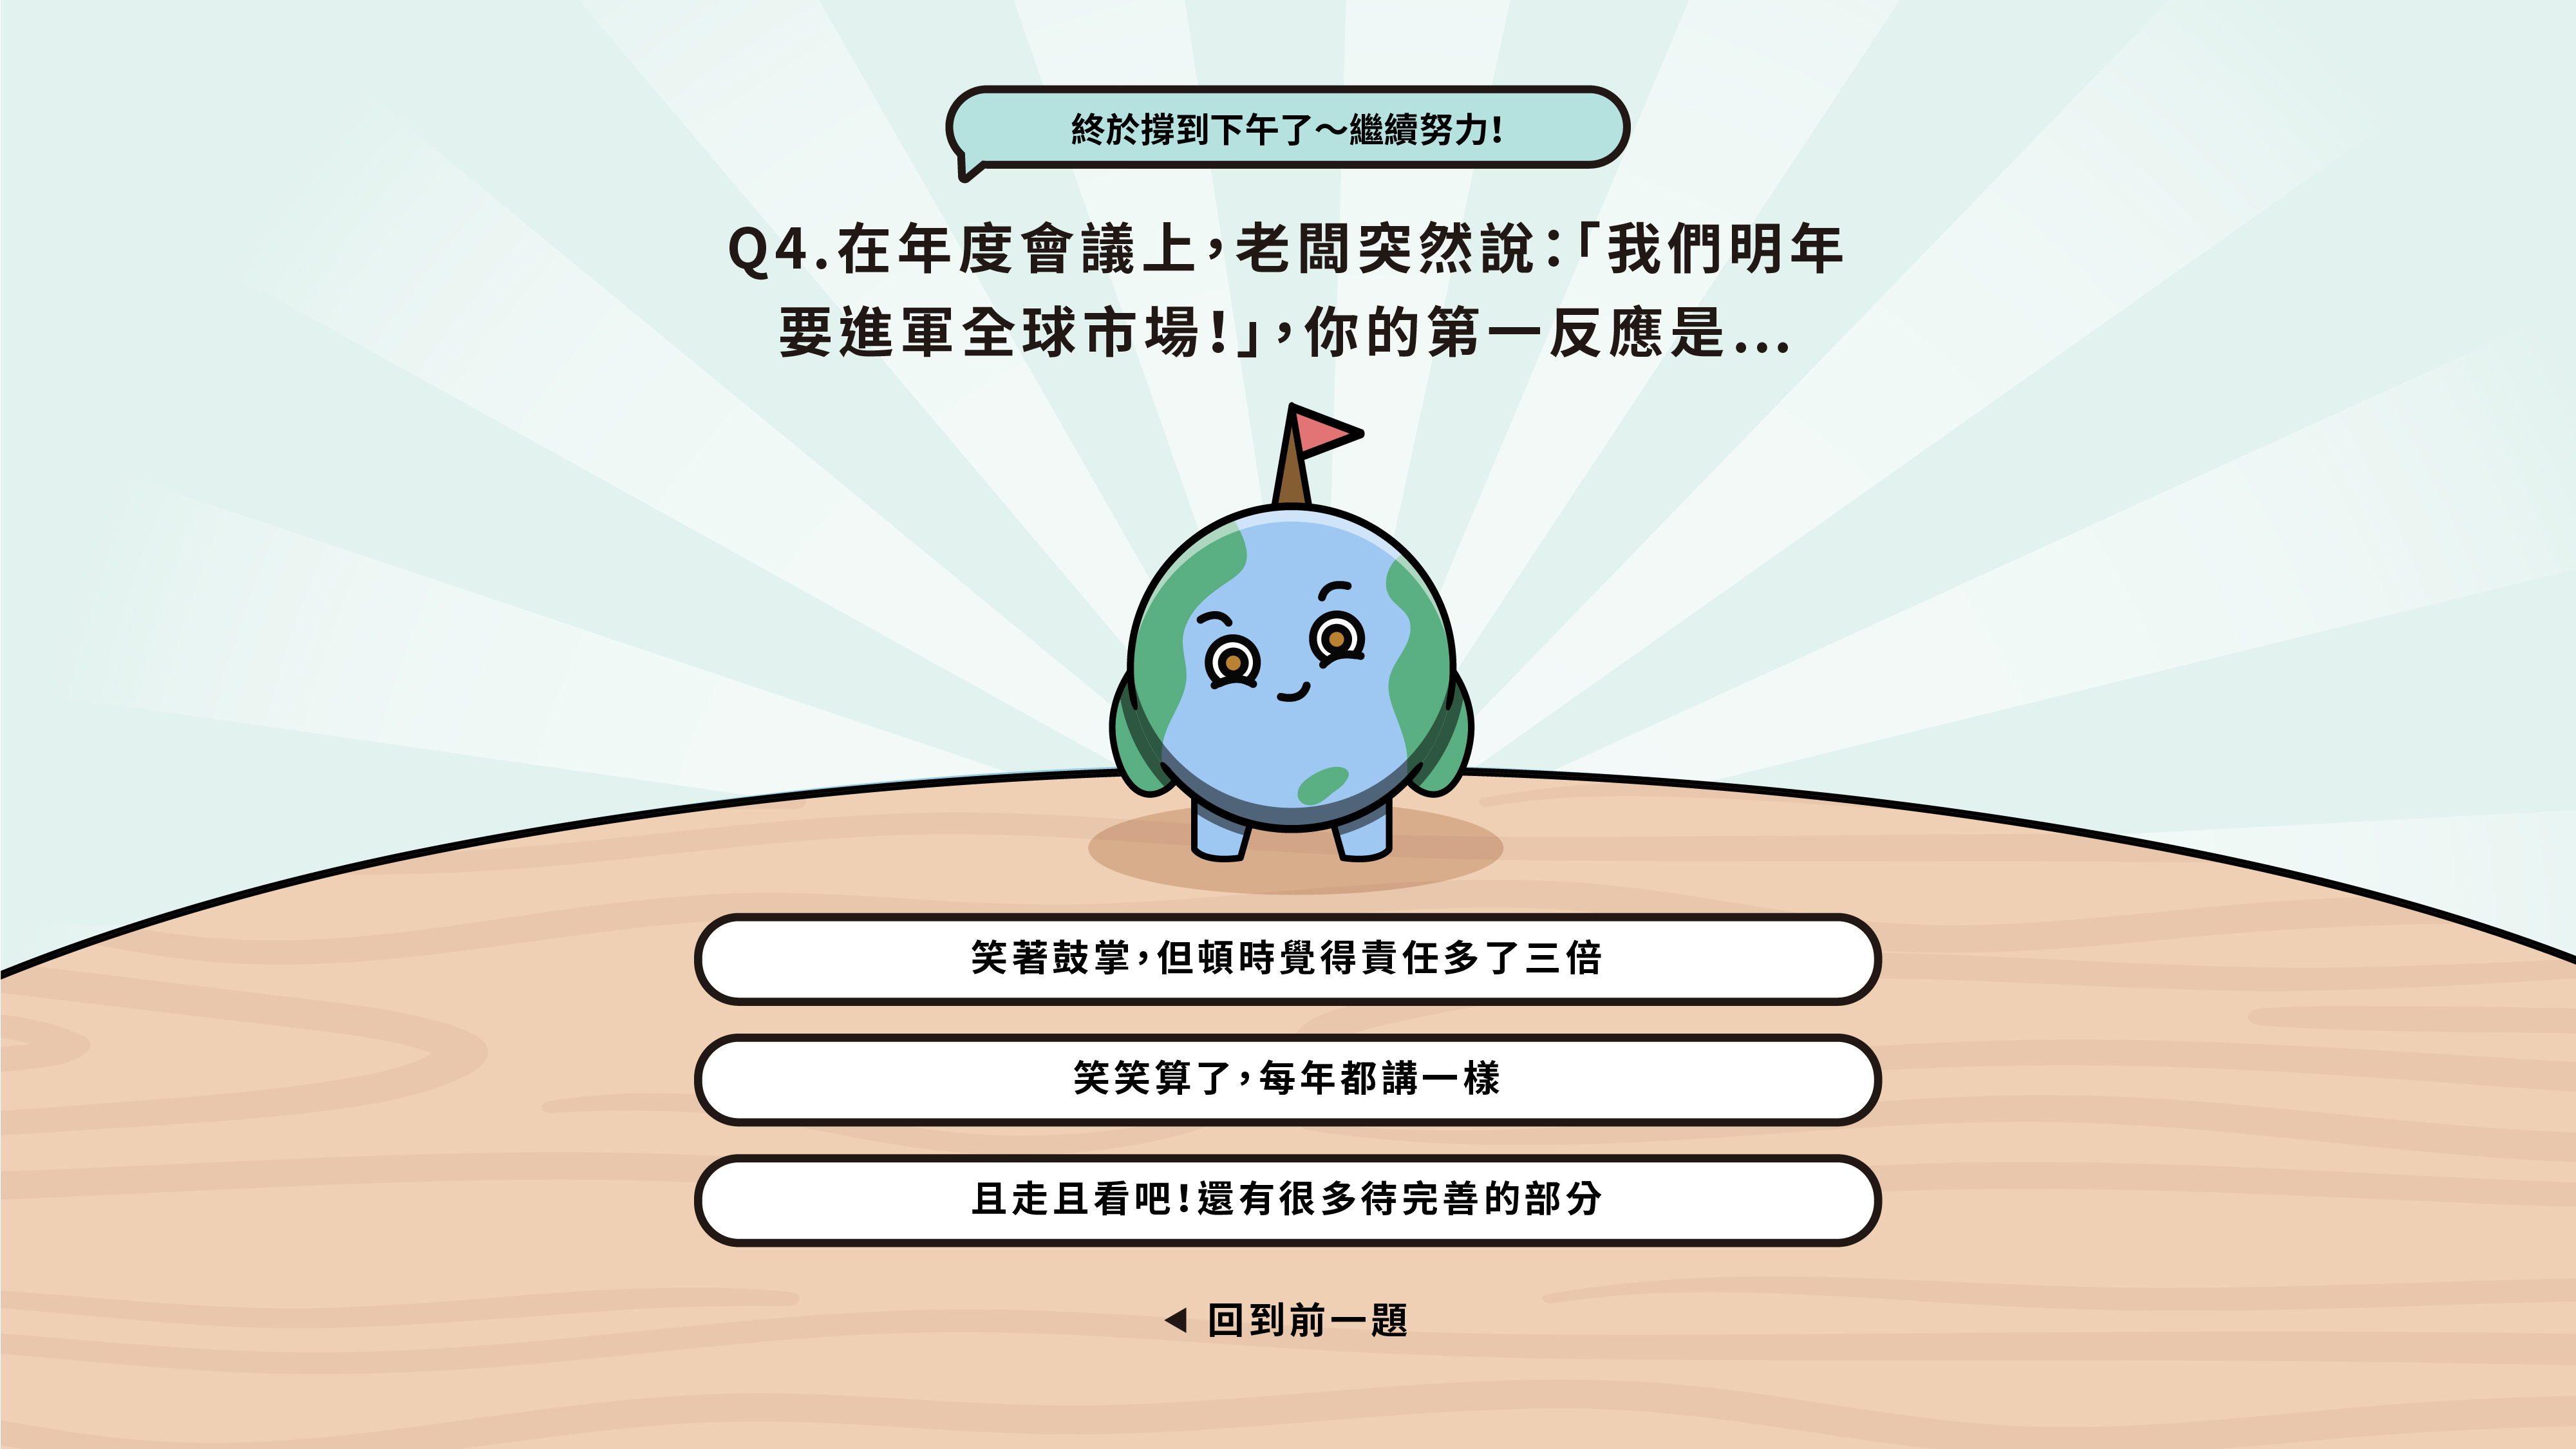 終於撐到下午了～繼續努力！
Q4.在年度會議上，老闆突然說：「我們明年
要進軍全球市場！」，你的第一反應是...
笑著鼓掌，但頓時覺得責任多了三倍
笑笑算了，每年都講一樣
且走且看吧！還有很多待完善的部分
◀ 回到前一題